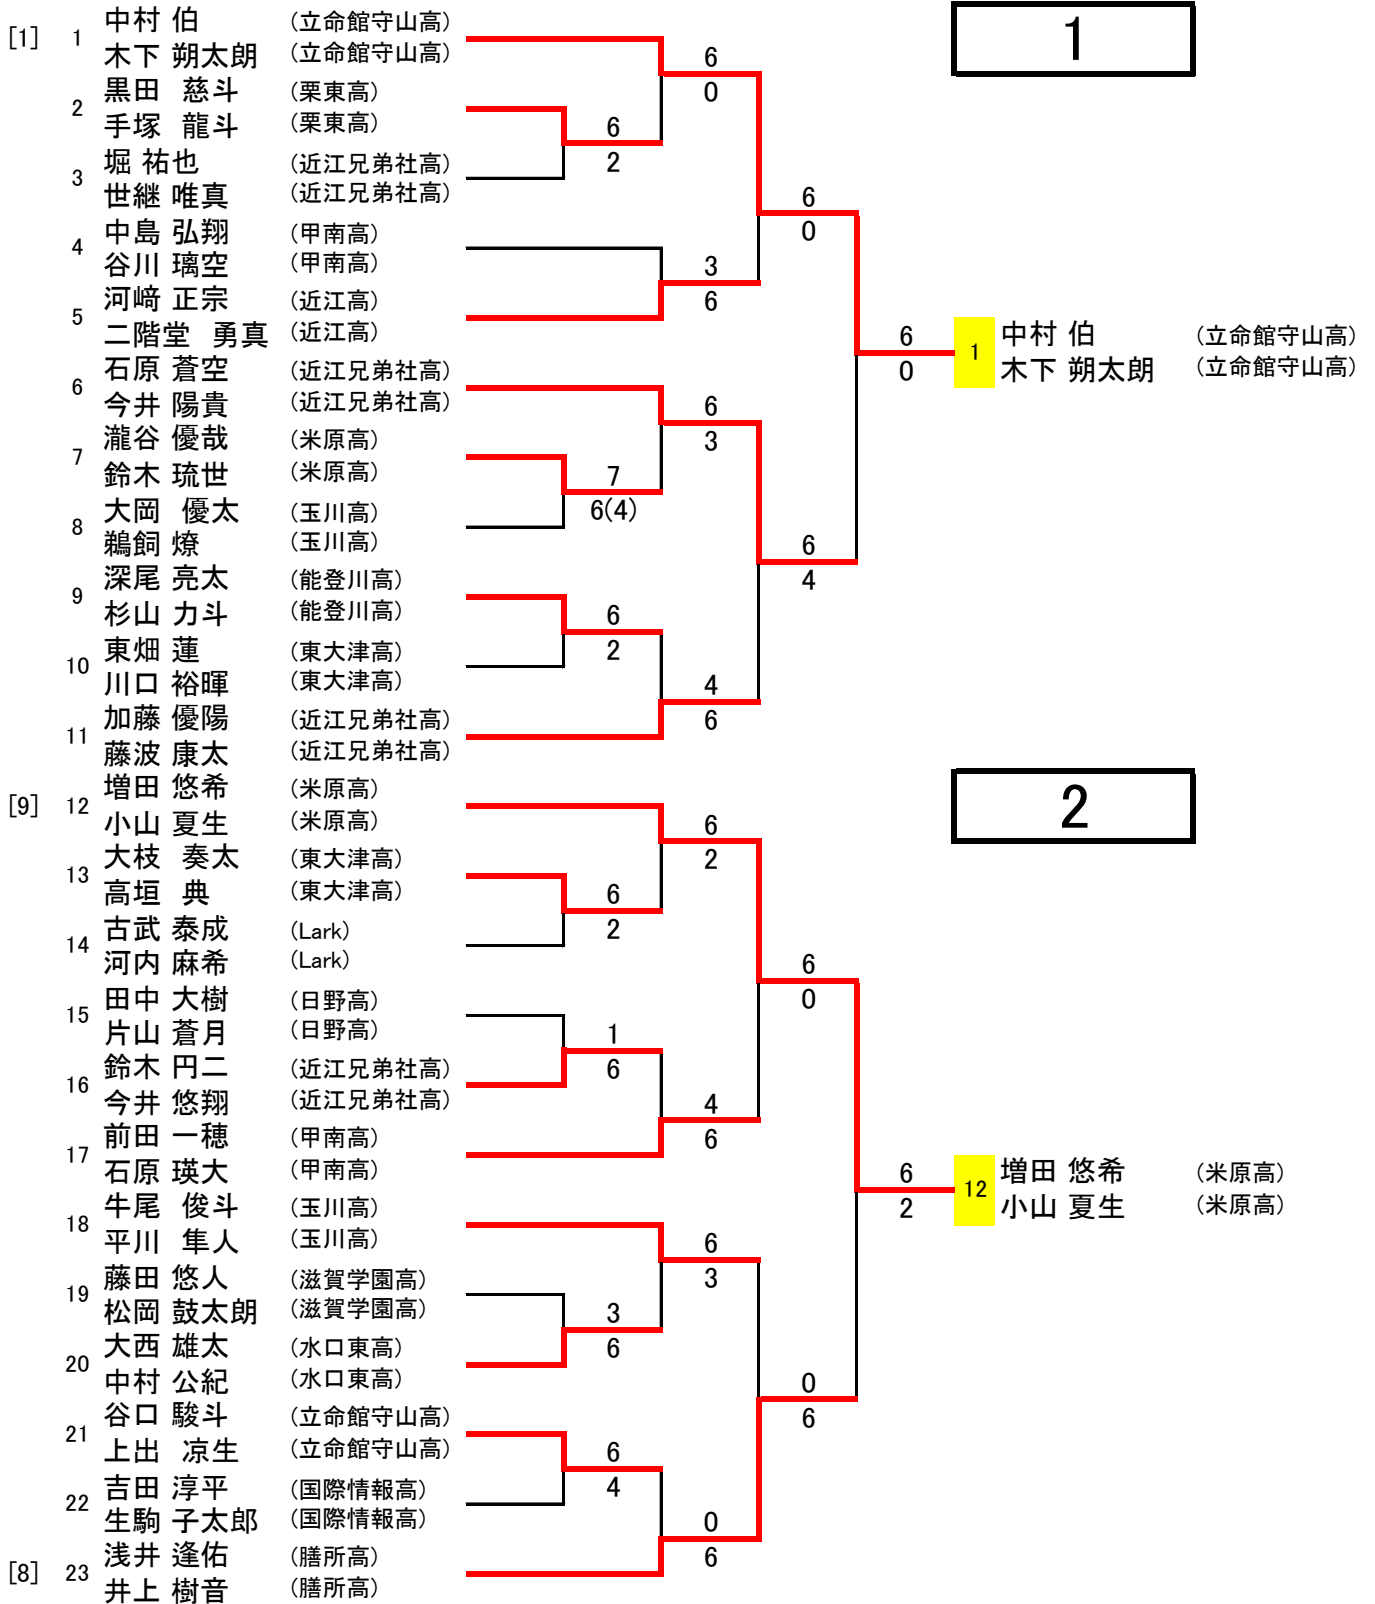 [1] 1 中村 伯 (立命館守山高)
木下 朔太朗 (立命館守山高)
1
6
0
2 黒田 慈斗 (栗東高)
手塚 龍斗 (栗東高)
6
2
3 堀 祐也 (近江兄弟社高)
世継 唯真 (近江兄弟社高)
6
0
4 中島 弘翔 (甲南高)
谷川 璃空 (甲南高)
3
6
5 河﨑 正宗 (近江高)
二階堂 勇真 (近江高)
6
0
1 中村 伯 (立命館守山高)
木下 朔太朗 (立命館守山高)
6 石原 蒼空 (近江兄弟社高)
今井 陽貴 (近江兄弟社高)
6
3
7 瀧谷 優哉 (米原高)
鈴木 琉世 (米原高)
7
6(4)
8 大岡 優太 (玉川高)
鵜飼 燎 (玉川高)
6
4
9 深尾 亮太 (能登川高)
杉山 力斗 (能登川高)
6
2
10 東畑 蓮 (東大津高)
川口 裕暉 (東大津高)
4
6
11 加藤 優陽 (近江兄弟社高)
藤波 康太 (近江兄弟社高)
[9] 12 増田 悠希 (米原高)
小山 夏生 (米原高)
2
6
2
13 大枝 奏太 (東大津高)
高垣 典 (東大津高)
6
2
14 古武 泰成 (Lark)
河内 麻希 (Lark)
6
0
15 田中 大樹 (日野高)
片山 蒼月 (日野高)
1
6
16 鈴木 円二 (近江兄弟社高)
今井 悠翔 (近江兄弟社高)
4
6
17 前田 一穂 (甲南高)
石原 瑛大 (甲南高)
6
2
12 増田 悠希 (米原高)
小山 夏生 (米原高)
18 牛尾 俊斗 (玉川高)
平川 隼人 (玉川高)
6
3
19 藤田 悠人 (滋賀学園高)
松岡 鼓太朗 (滋賀学園高)
3
6
20 大西 雄太 (水口東高)
中村 公紀 (水口東高)
0
6
21 谷口 駿斗 (立命館守山高)
上出 凉生 (立命館守山高)
6
4
22 吉田 淳平 (国際情報高)
生駒 子太郎 (国際情報高)
0
6
[8] 23 浅井 逢佑 (膳所高)
井上 樹音 (膳所高)